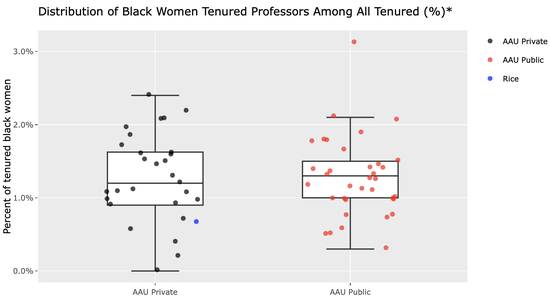 Distribution of Black Women Tenured Professors Among All Tenured (%)*
AAU Private
AAU Public
Rice
Percent of tenured black women
3.0%
2.0%
1.0%
0.0%
AAU Private
AAU Public